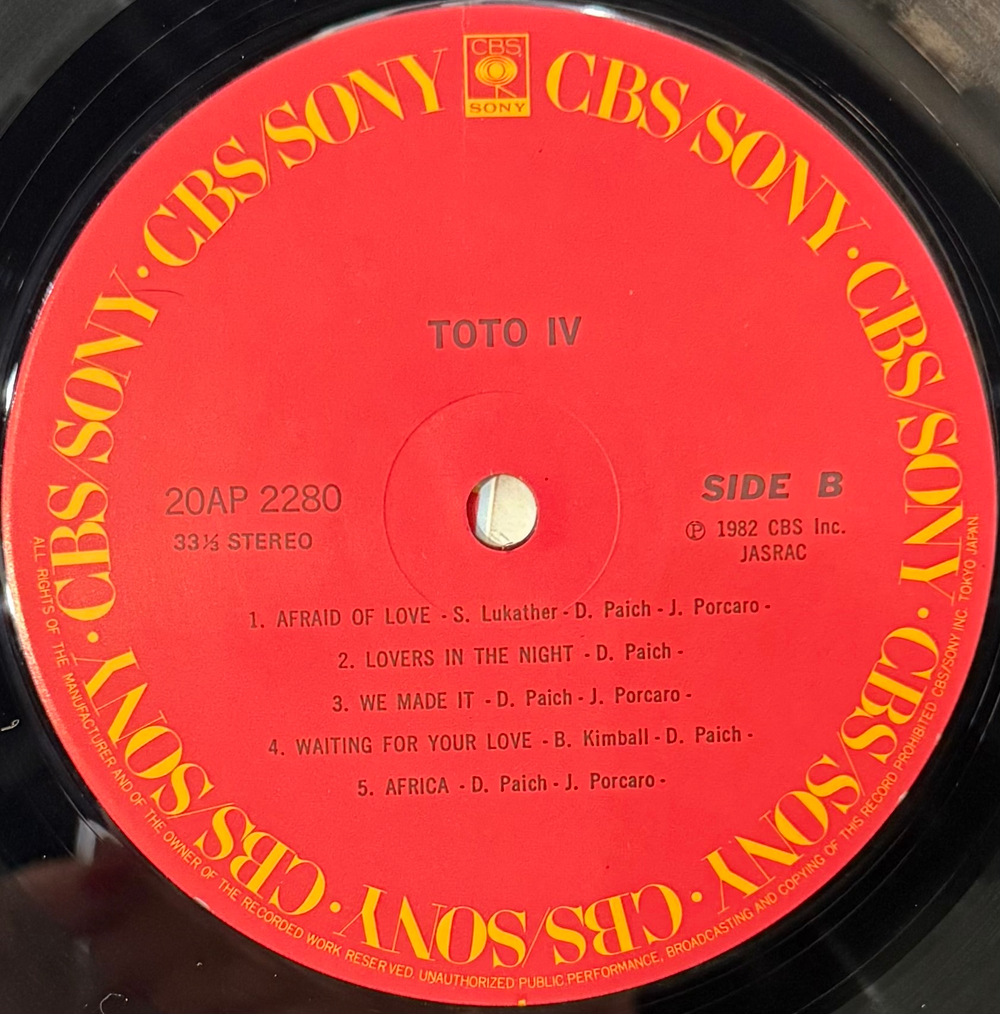 CBS
SONY
CBS/SONY · CBS/SONY · CBS/SONY · CBS/SONY · CBS/SONY · CBS/SONY · CBS/SONY · CBS/SONY
TOTO IV
20AP 2280
33⅓ STEREO
SIDE B
Ⓟ 1982 CBS Inc.
JASRAC
1. AFRAID OF LOVE - S. Lukather - D. Paich - J. Porcaro -
2. LOVERS IN THE NIGHT - D. Paich -
3. WE MADE IT - D. Paich - J. Porcaro -
4. WAITING FOR YOUR LOVE - B. Kimball - D. Paich -
5. AFRICA - D. Paich - J. Porcaro -
ALL RIGHTS OF THE MANUFACTURER AND OF THE OWNER OF THE RECORDED WORK RESERVED. UNAUTHORIZED PUBLIC PERFORMANCE, BROADCASTING AND COPYING OF THIS RECORD PROHIBITED CBS/SONY INC. TOKYO JAPAN